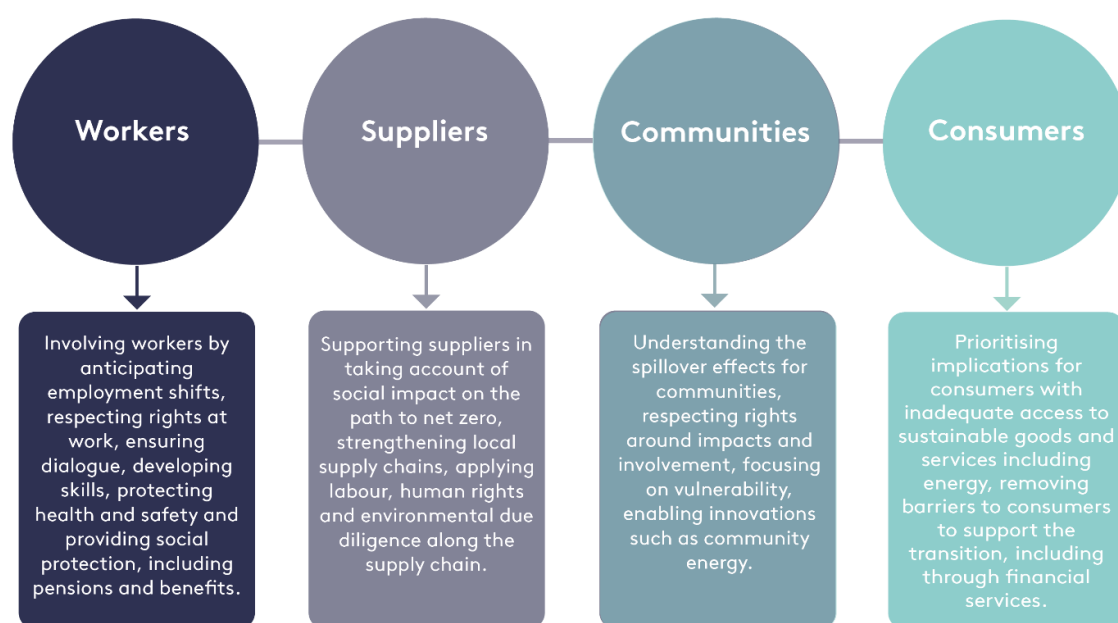 Workers
Suppliers
Communities
Consumers
Involving workers by
anticipating
employment shifts,
respecting rights at
work, ensuring
dialogue, developing
skills, protecting
health and safety and
providing social
protection, including
pensions and benefits.
Supporting suppliers in
taking account of
social impact on the
path to net zero,
strengthening local
supply chains, applying
labour, human rights
and environmental due
diligence along the
supply chain.
Understanding the
spillover effects for
communities,
respecting rights
around impacts and
involvement, focusing
on vulnerability,
enabling innovations
such as community
energy.
Prioritising
implications for
consumers with
inadequate access to
sustainable goods and
services including
energy, removing
barriers to consumers
to support the
transition, including
through financial
services.